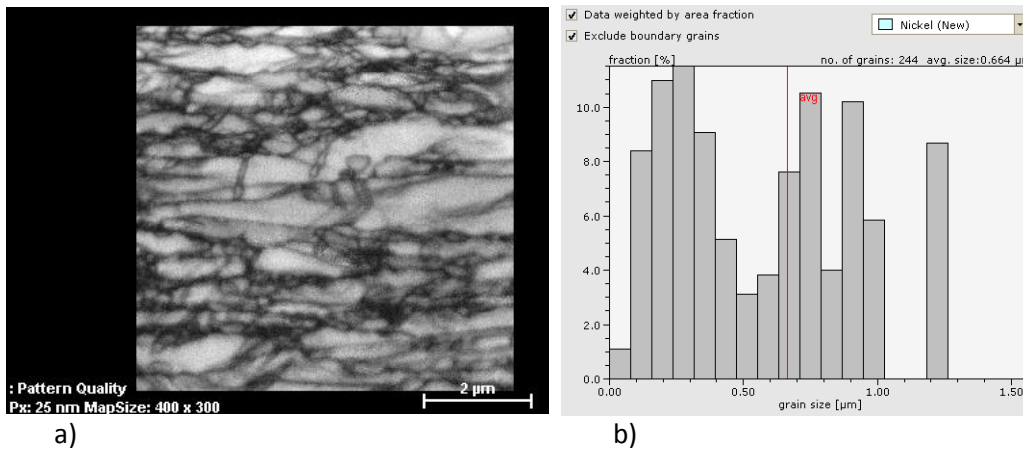 : Pattern Quality
Px: 25 nm MapSize: 400 x 300
2 µm
a)
Data weighted by area fraction
Exclude boundary grains
Nickel (New)
fraction [%]
no. of grains: 244 avg. size:0.664 µm
avg
10.0
8.0
6.0
4.0
2.0
0.0
0.00
0.50
1.00
1.50
grain size [µm]
b)